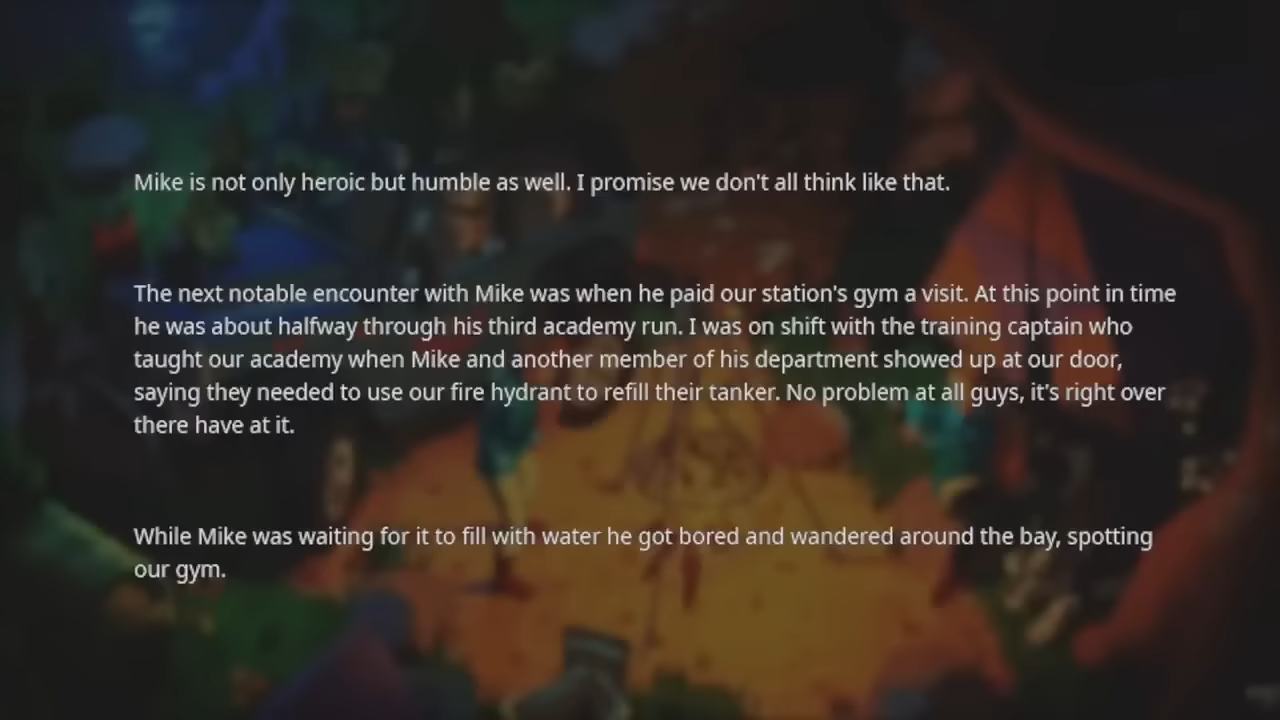 Mike is not only heroic but humble as well. I promise we don't all think like that.
The next notable encounter with Mike was when he paid our station's gym a visit. At this point in time
he was about halfway through his third academy run. I was on shift with the training captain who
taught our academy when Mike and another member of his department showed up at our door,
saying they needed to use our fire hydrant to refill their tanker. No problem at all guys, it's right over
there have at it.
While Mike was waiting for it to fill with water he got bored and wandered around the bay, spotting
our gym.